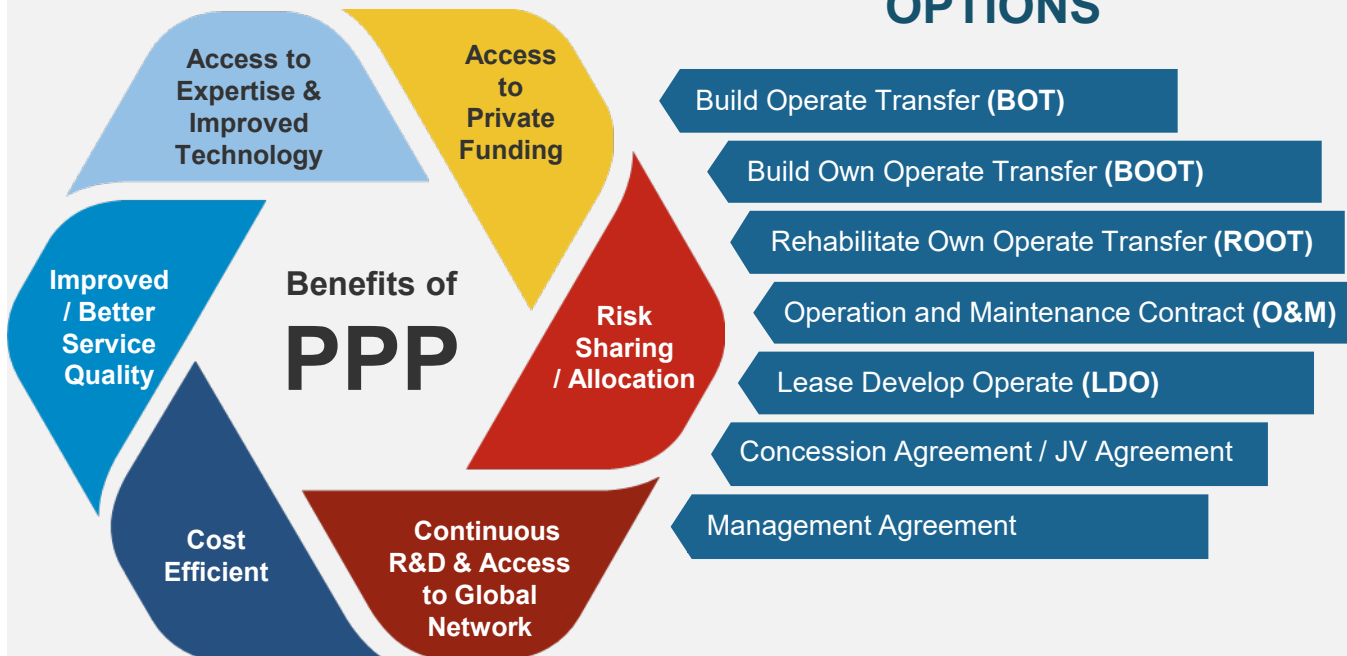 OPTIONS
Access to
Expertise &
Improved
Technology
Access
to
Private
Funding
Risk
Sharing
/ Allocation
Continuous
R&D & Access
to Global
Network
Cost
Efficient
Improved
/ Better
Service
Quality
Benefits of
PPP
Build Operate Transfer (BOT)
Build Own Operate Transfer (BOOT)
Rehabilitate Own Operate Transfer (ROOT)
Operation and Maintenance Contract (O&M)
Lease Develop Operate (LDO)
Concession Agreement / JV Agreement
Management Agreement